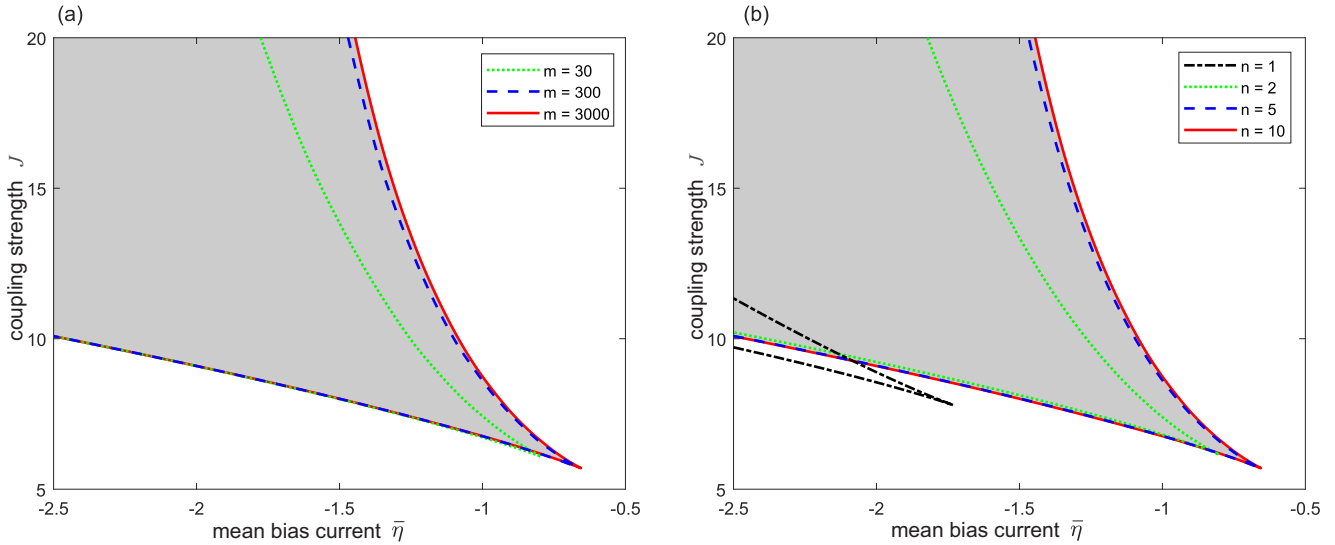 (a)
20
15
10
5
-2.5
-2
-1.5
-1
-0.5
coupling strength J
mean bias current η̄
m = 30
m = 300
m = 3000
(b)
20
15
10
5
-2.5
-2
-1.5
-1
-0.5
coupling strength J
mean bias current η̄
n = 1
n = 2
n = 5
n = 10